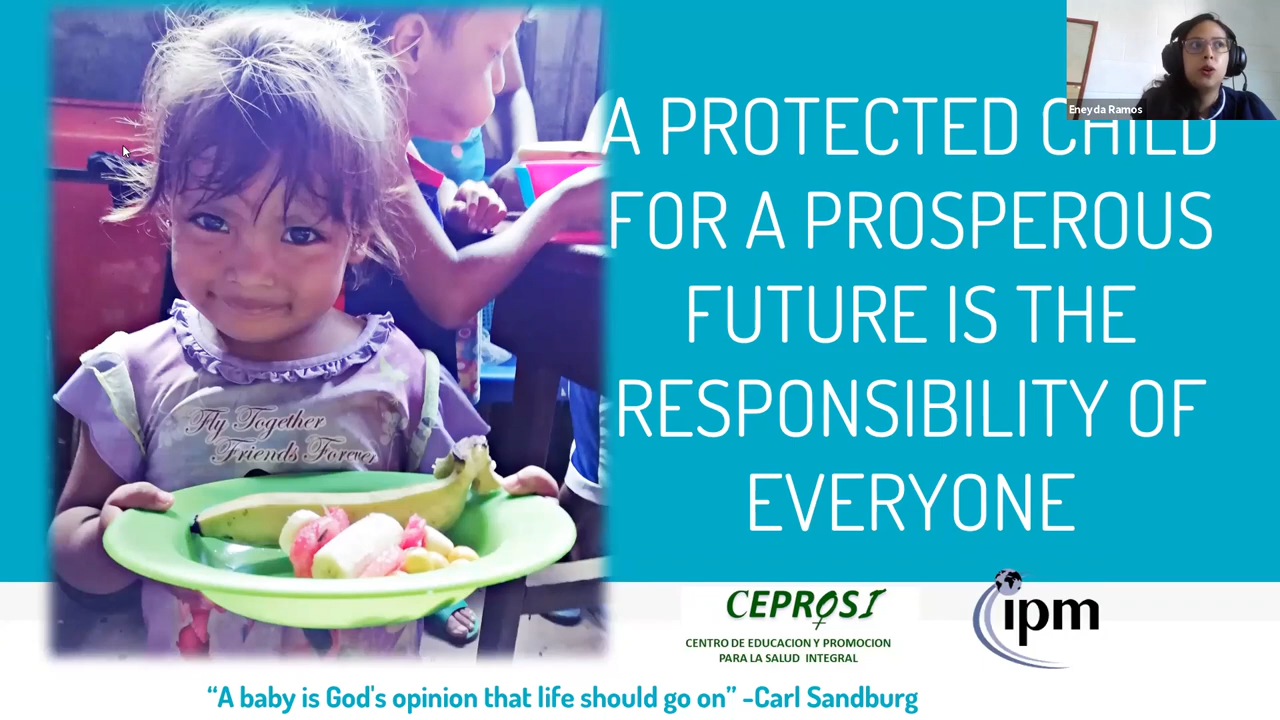 Eneyda Ramos
A PROTECTED CHILD
FOR A PROSPEROUS
FUTURE IS THE
RESPONSIBILITY OF
EVERYONE
Fly Together
Friends Forever
CEPROSI
CENTRO DE EDUCACION Y PROMOCION
PARA LA SALUD INTEGRAL
ipm
“A baby is God's opinion that life should go on” -Carl Sandburg